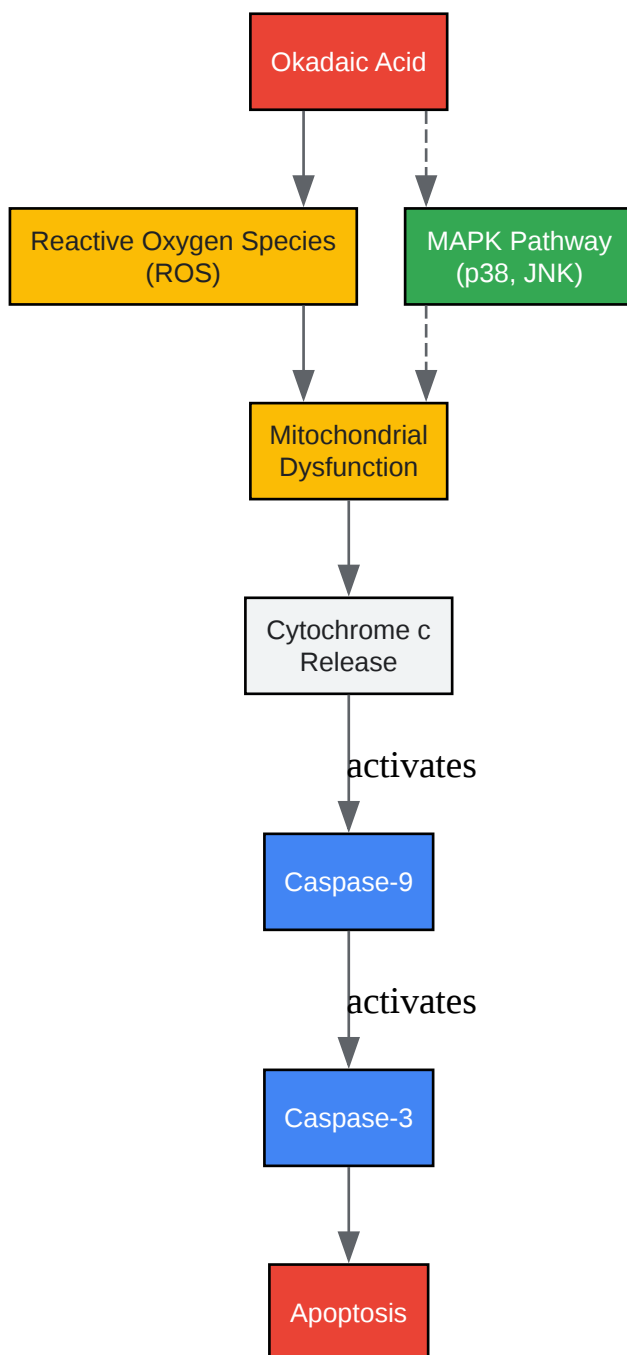 Okadaic Acid
Reactive Oxygen Species
(ROS)
MAPK Pathway
(p38, JNK)
Mitochondrial
Dysfunction
Cytochrome c
Release
activates
Caspase-9
activates
Caspase-3
Apoptosis